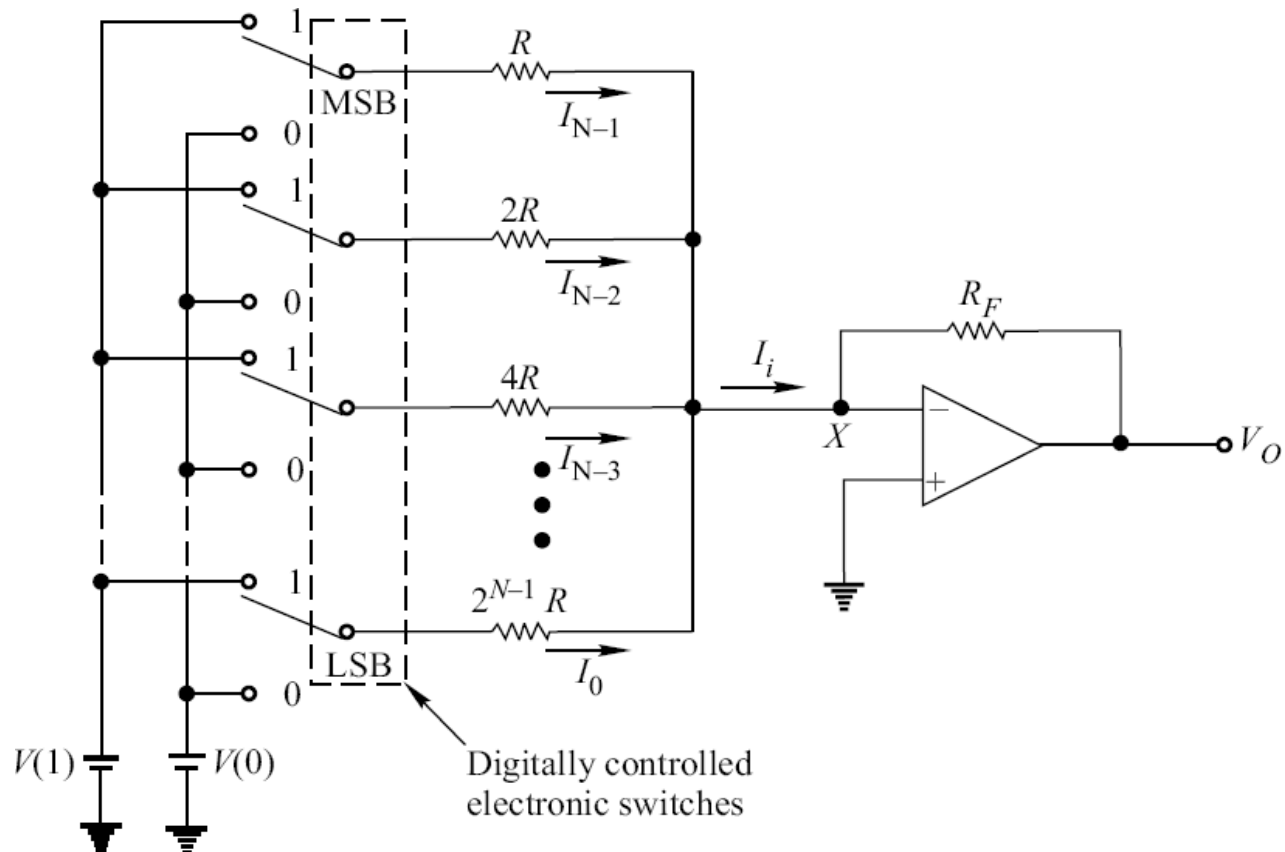 1
R
MSB
I_{N–1}
0
1
2R
I_{N–2}
0
R_F
1
4R
I_i
X
−
+
V_O
I_{N–3}
0
1
2^{N–1} R
LSB
I_0
0
V(1)
V(0)
Digitally controlled
electronic switches